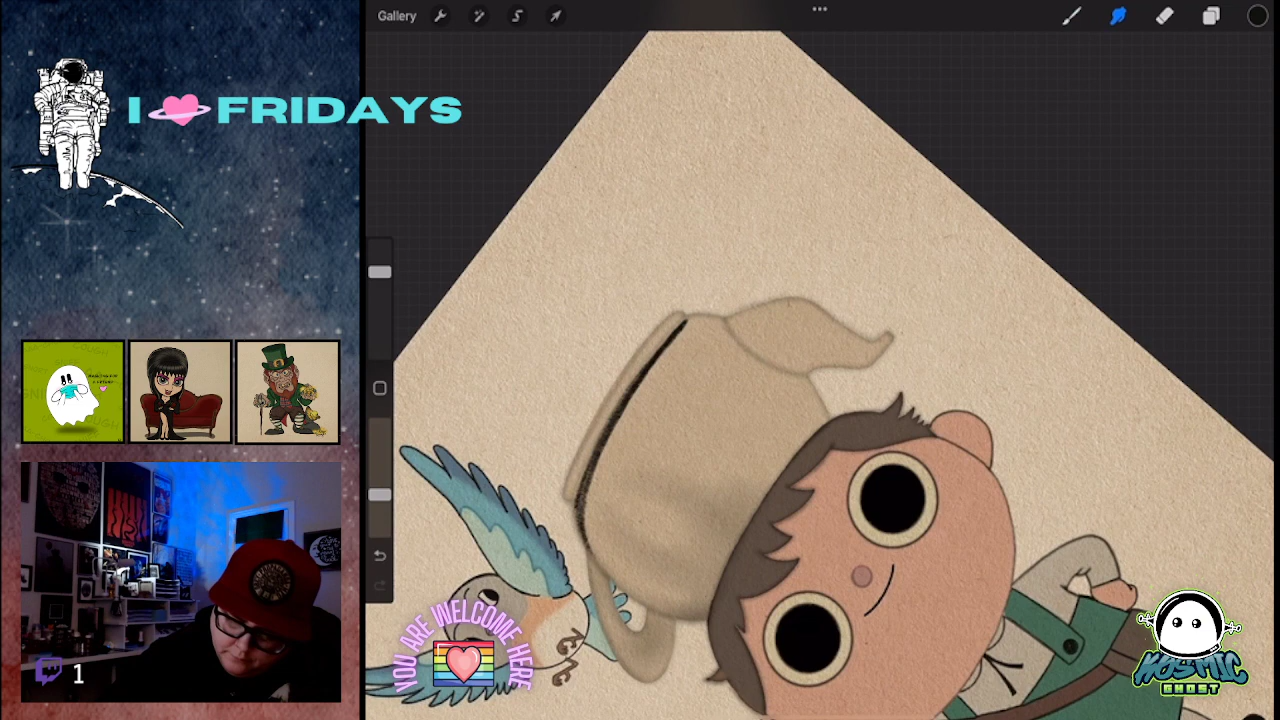 Gallery
I FRIDAYS
YOU ARE WELCOME HERE
1
KOSMIC
GHOST